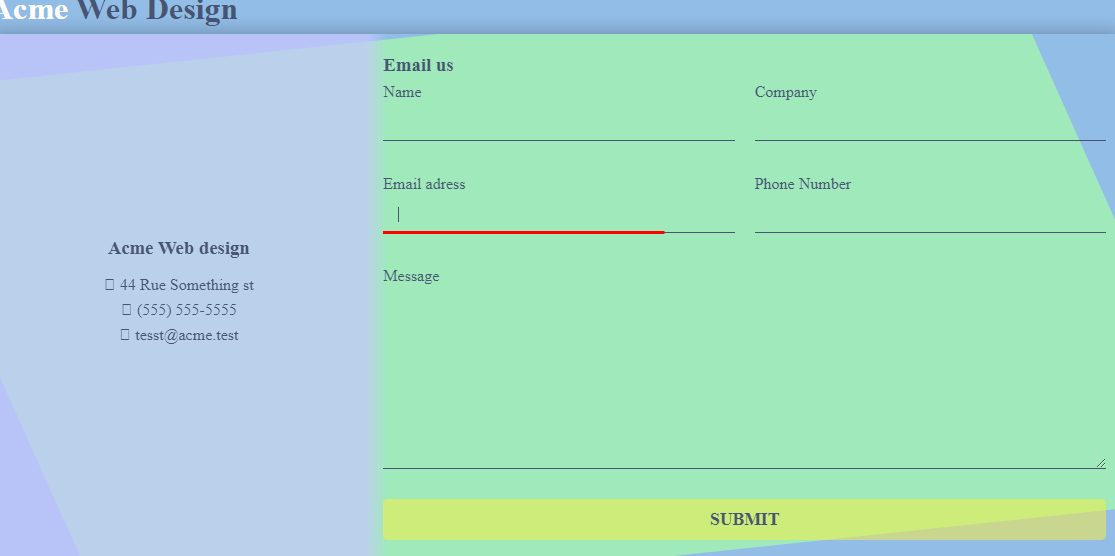 Acme Web Design
Email us
Name
Company
Email adress
Phone Number
Acme Web design
44 Rue Something st
(555) 555-5555
tesst@acme.test
Message
SUBMIT